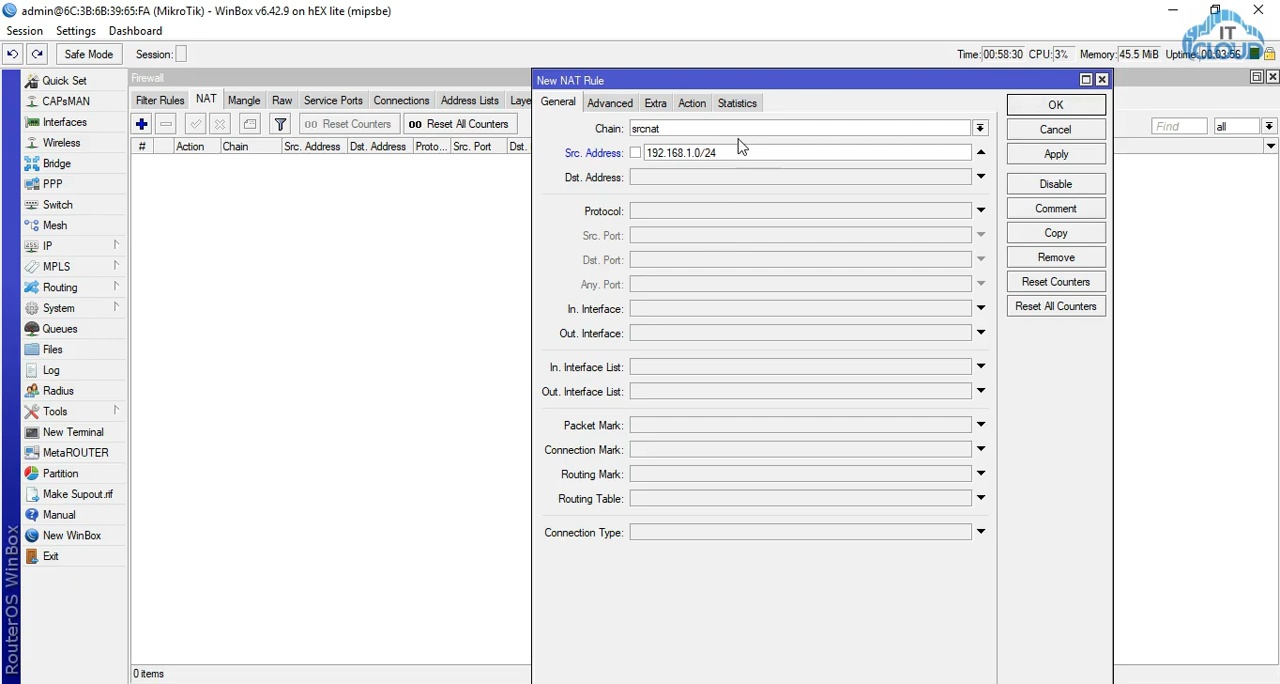 admin@6C:3B:6B:39:65:FA (MikroTik) - WinBox v6.42.9 on hEX lite (mipsbe)
Session Settings Dashboard
Safe Mode Session: Time: 00:58:30 CPU: 3% Memory: 45.5 MiB Uptime: 00:03:56
IT
CLOUD
Quick Set
CAPsMAN
Interfaces
Wireless
Bridge
PPP
Switch
Mesh
IP
MPLS
Routing
System
Queues
Files
Log
Radius
Tools
New Terminal
MetaROUTER
Partition
Make Supout.rif
Manual
New WinBox
Exit
RouterOS WinBox
Firewall
Filter Rules NAT Mangle Raw Service Ports Connections Address Lists Laye
00 Reset Counters 00 Reset All Counters Find all
# Action Chain Src. Address Dst. Address Proto... Src. Port Dst.
0 items
New NAT Rule
General Advanced Extra Action Statistics
Chain: srcnat
Src. Address: 192.168.1.0/24
Dst. Address:
Protocol:
Src. Port:
Dst. Port:
Any. Port:
In. Interface:
Out. Interface:
In. Interface List:
Out. Interface List:
Packet Mark:
Connection Mark:
Routing Mark:
Routing Table:
Connection Type:
OK
Cancel
Apply
Disable
Comment
Copy
Remove
Reset Counters
Reset All Counters